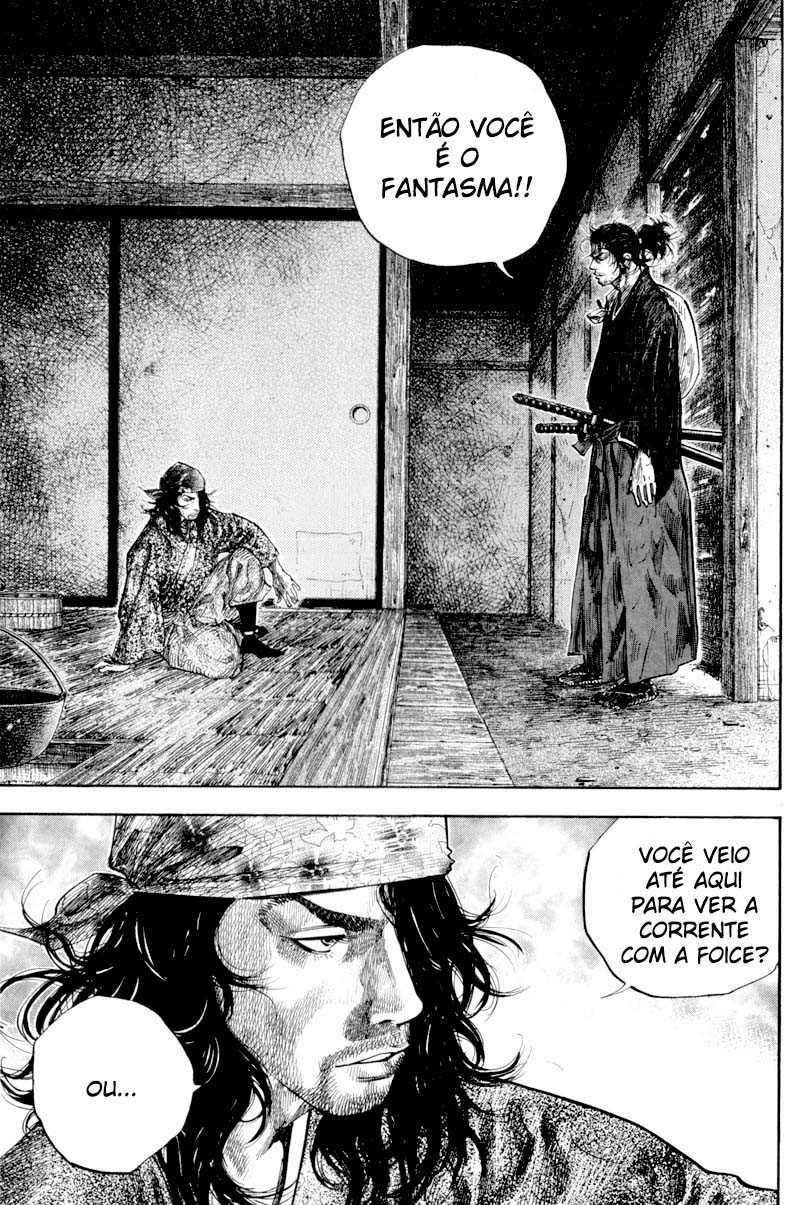 ENTÃO VOCÊ
É O
FANTASMA!!
VOCÊ VEIO
ATÉ AQUI
PARA VER A
CORRENTE
COM A FOICE?
OU...